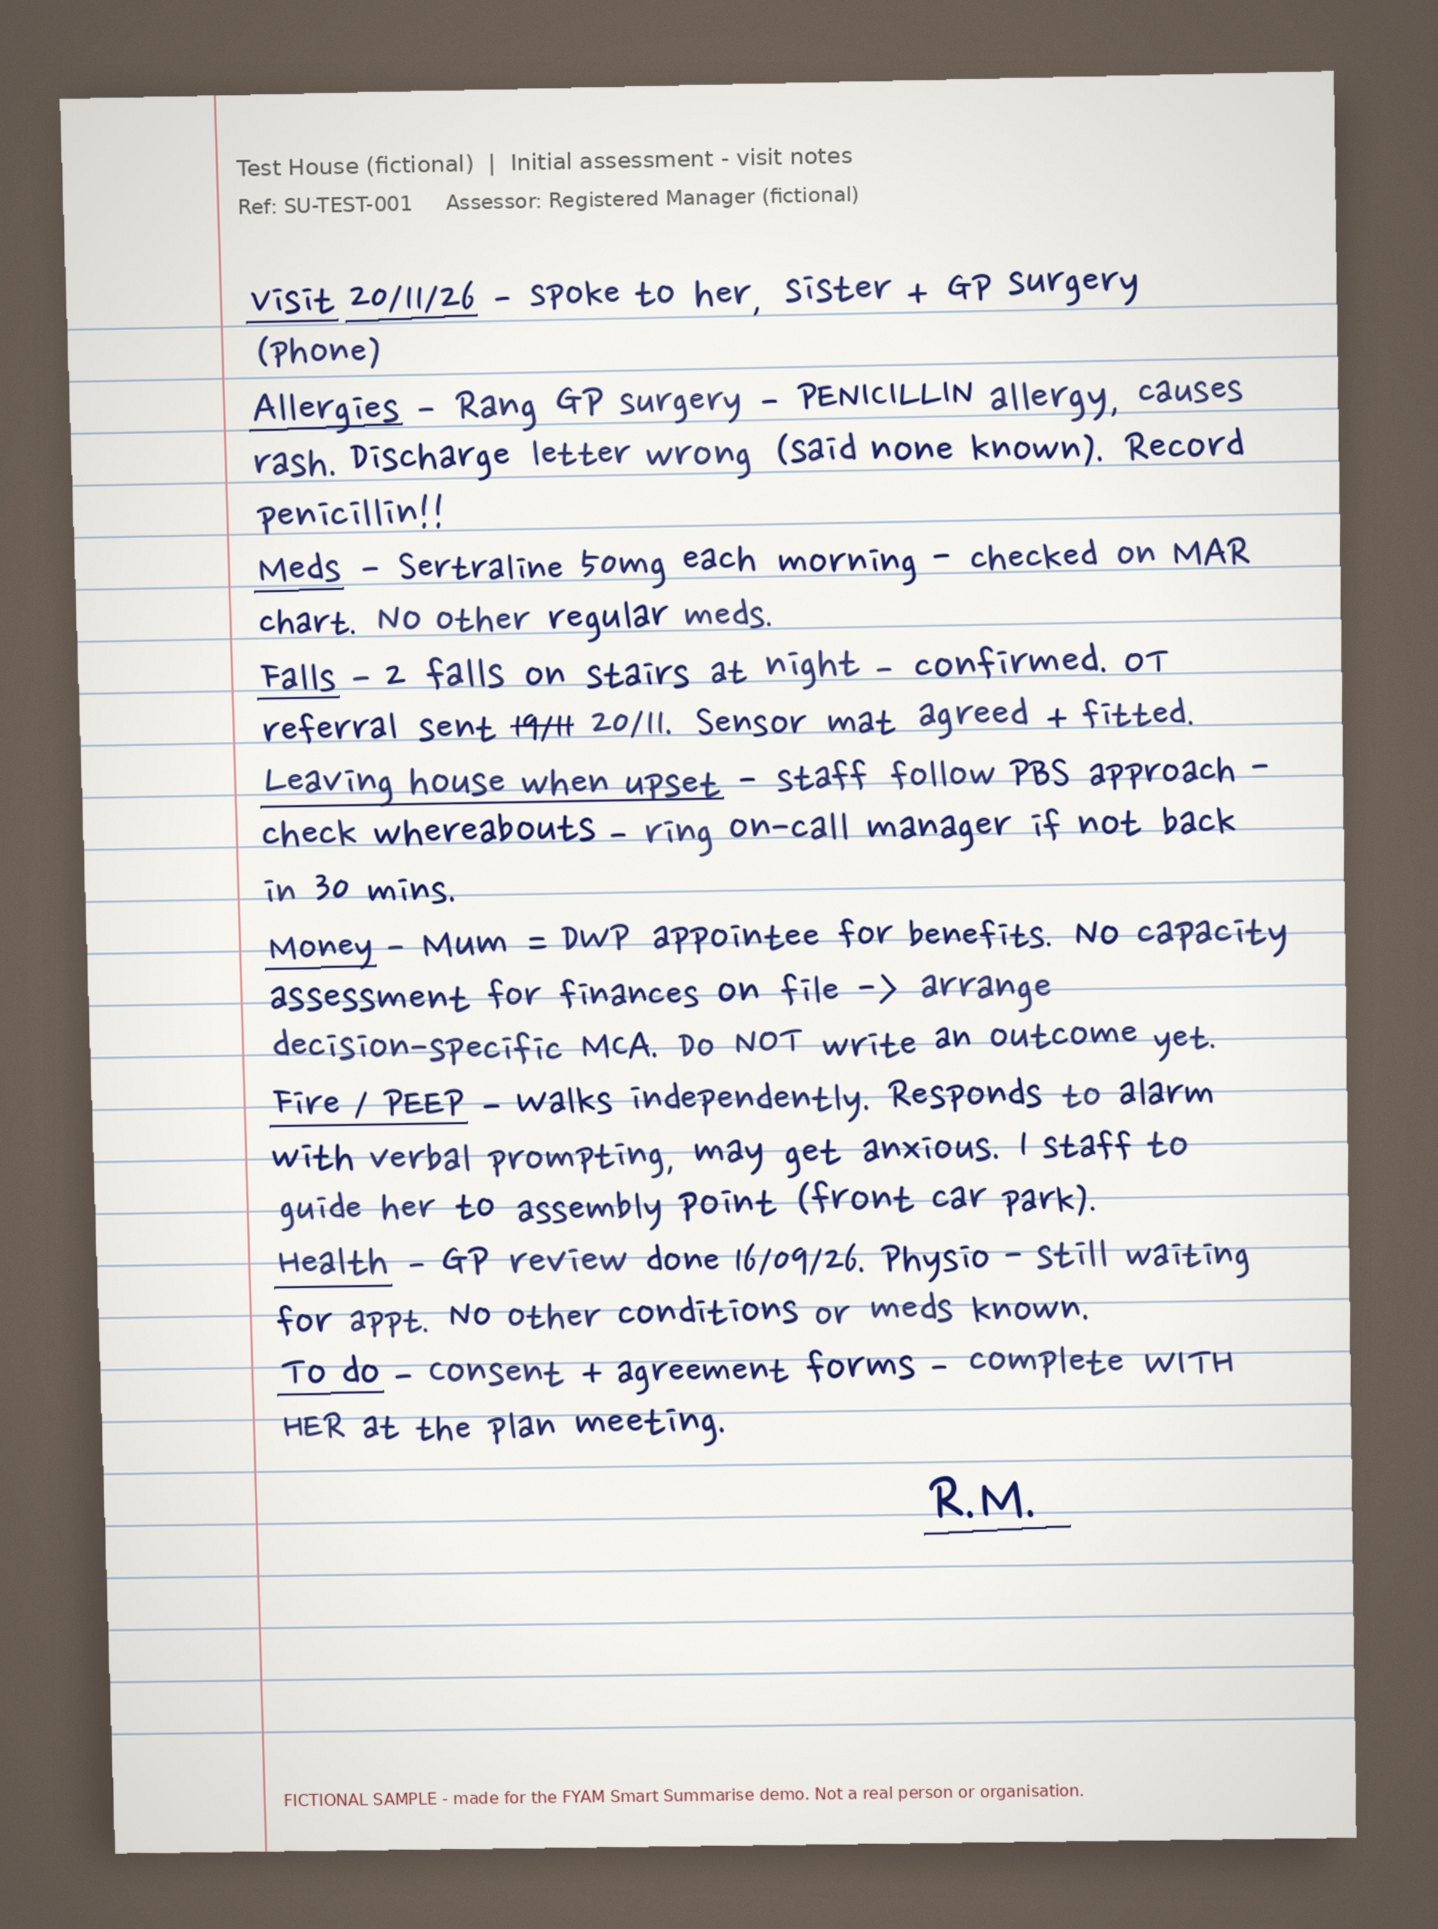 Test House (fictional) | Initial assessment - visit notes
Ref: SU-TEST-001 Assessor: Registered Manager (fictional)
Visit 20/11/26 - spoke to her, sister + GP surgery
(phone)
Allergies - Rang GP surgery - PENICILLIN allergy, causes
rash. Discharge letter wrong (said none known). Record
penicillin!!
Meds - Sertraline 50mg each morning - checked on MAR
chart. No other regular meds.
Falls - 2 falls on stairs at night - confirmed. OT
referral sent 19/11 20/11. Sensor mat agreed + fitted.
Leaving house when upset - staff follow PBS approach -
check whereabouts - ring on-call manager if not back
in 30 mins.
Money - Mum = DWP appointee for benefits. No capacity
assessment for finances on file -> arrange
decision-specific MCA. Do NOT write an outcome yet.
Fire / PEEP - Walks independently. Responds to alarm
with verbal prompting, may get anxious. 1 staff to
guide her to assembly point (front car park).
Health - GP review done 16/09/26. Physio - still waiting
for appt. No other conditions or meds known.
To do - consent + agreement forms - complete WITH
HER at the plan meeting.
R.M.
FICTIONAL SAMPLE - made for the FYAM Smart Summarise demo. Not a real person or organisation.